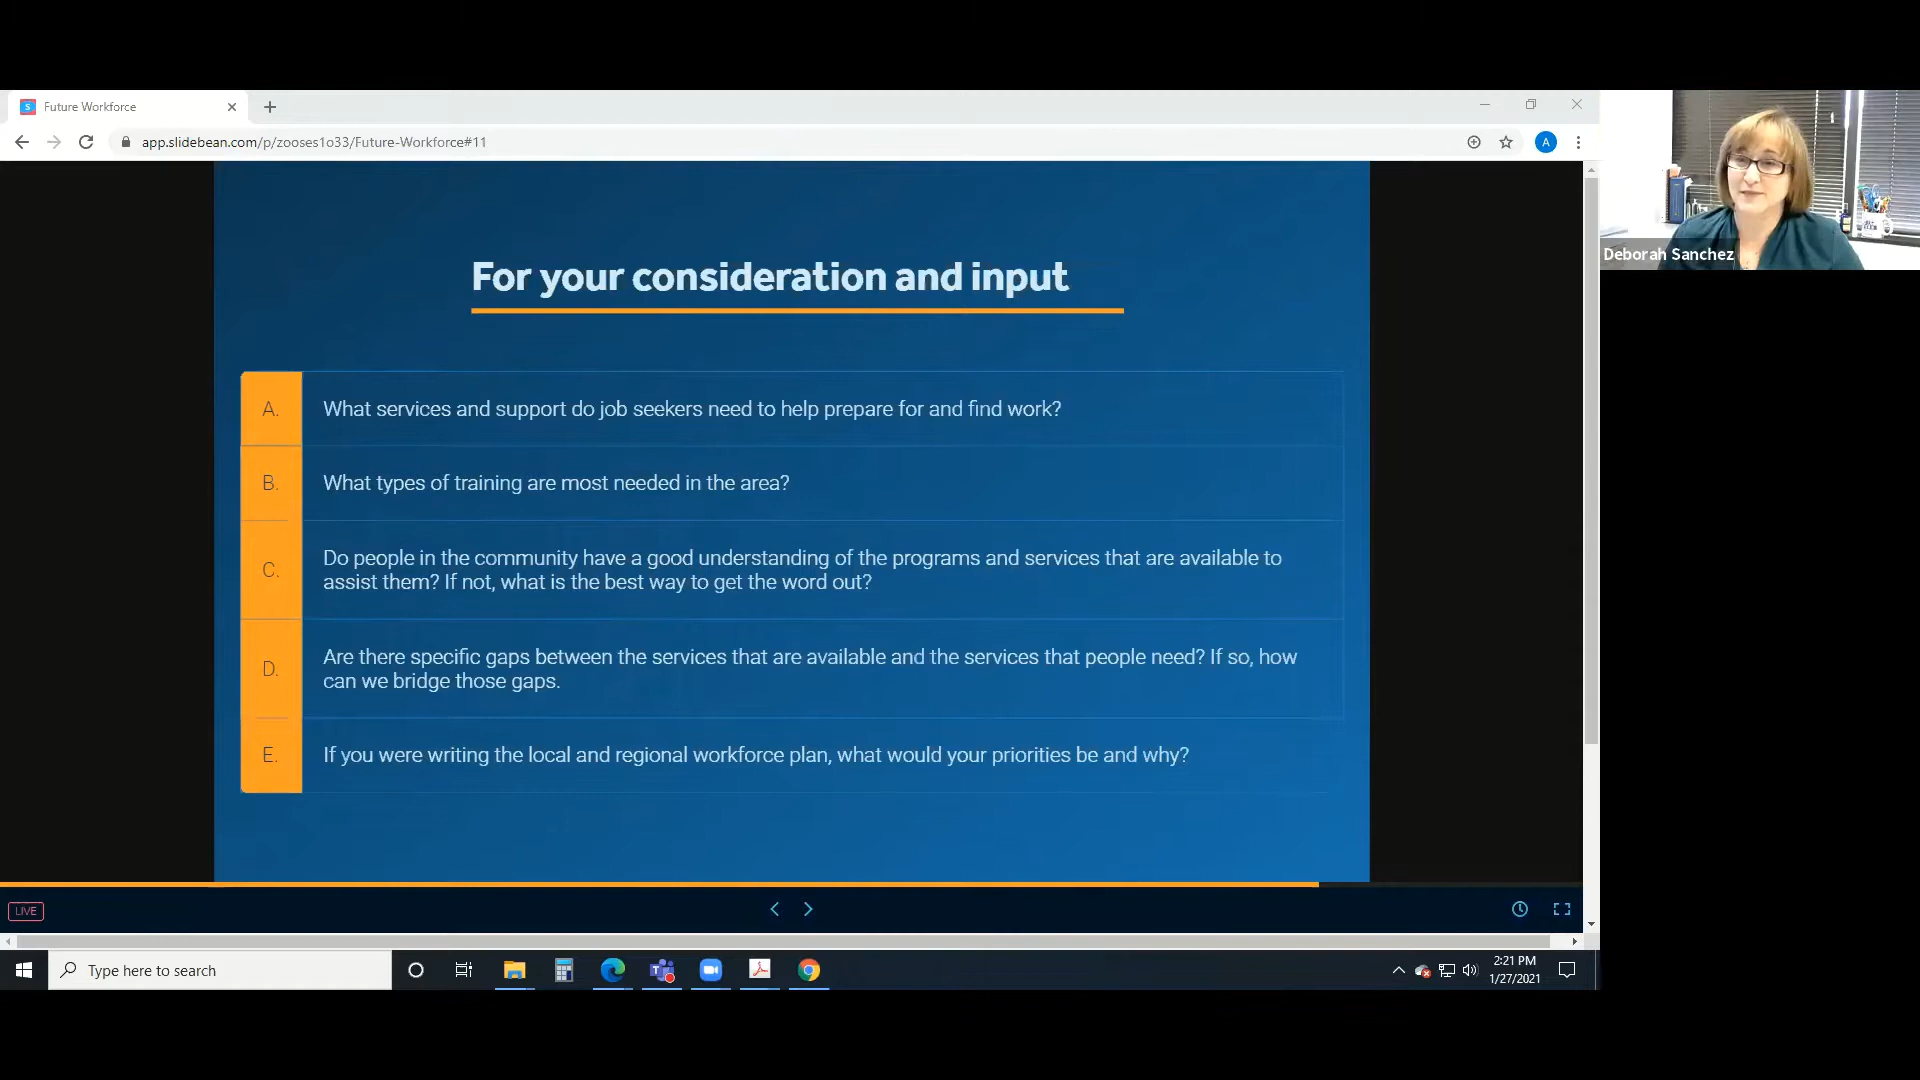 Future Workforce
app.slidebean.com/p/zooses1o33/Future-Workforce#11
A
Deborah Sanchez
For your consideration and input
A. What services and support do job seekers need to help prepare for and find work?
B. What types of training are most needed in the area?
C. Do people in the community have a good understanding of the programs and services that are available to
assist them? If not, what is the best way to get the word out?
D. Are there specific gaps between the services that are available and the services that people need? If so, how
can we bridge those gaps.
E. If you were writing the local and regional workforce plan, what would your priorities be and why?
LIVE
Type here to search
2:21 PM
1/27/2021